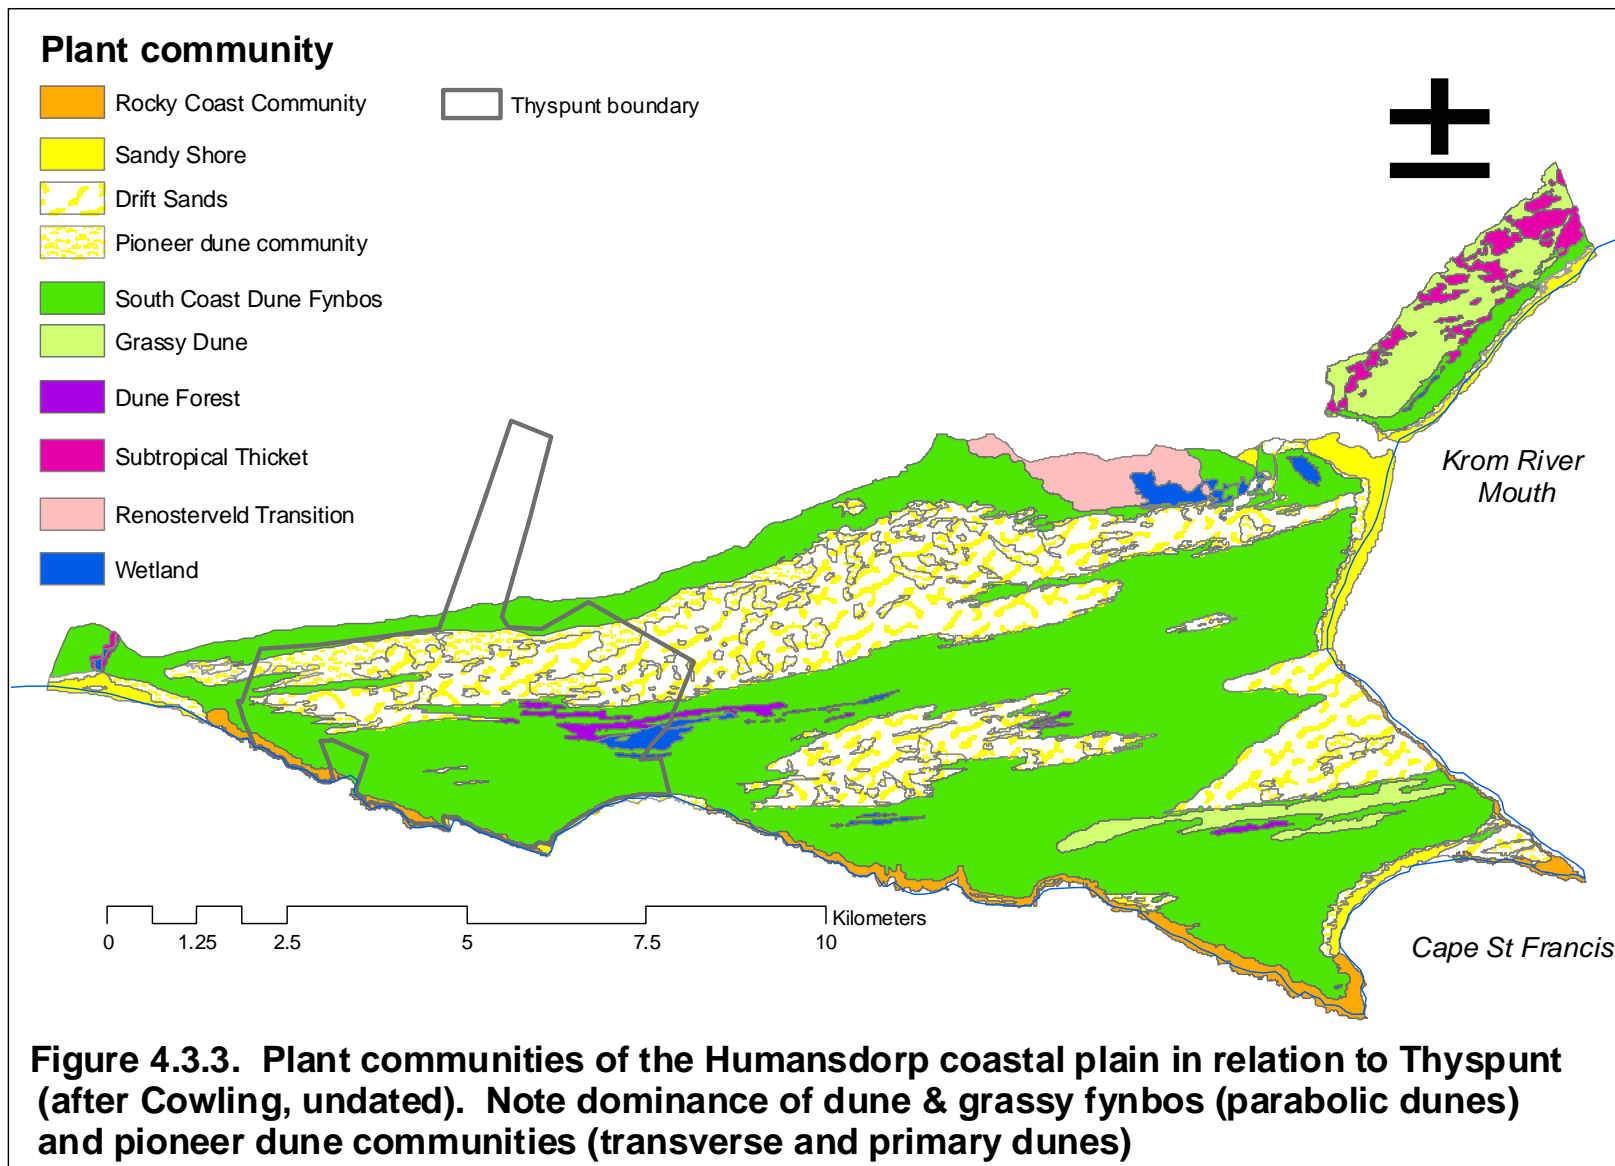 Plant community
Rocky Coast Community
Thyspunt boundary
Sandy Shore
Drift Sands
Pioneer dune community
South Coast Dune Fynbos
Grassy Dune
Dune Forest
Subtropical Thicket
Renosterveld Transition
Wetland
±
Krom River
Mouth
Cape St Francis
Kilometers
0 1.25 2.5 5 7.5 10
Figure 4.3.3. Plant communities of the Humansdorp coastal plain in relation to Thyspunt
(after Cowling, undated). Note dominance of dune & grassy fynbos (parabolic dunes)
and pioneer dune communities (transverse and primary dunes)